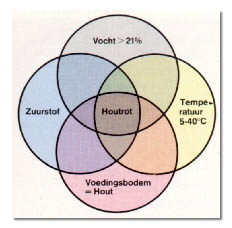 Vocht > 21%
Zuurstof
Houtrot
Tempe-
ratuur
5-40°C
Voedingsbodem
= Hout